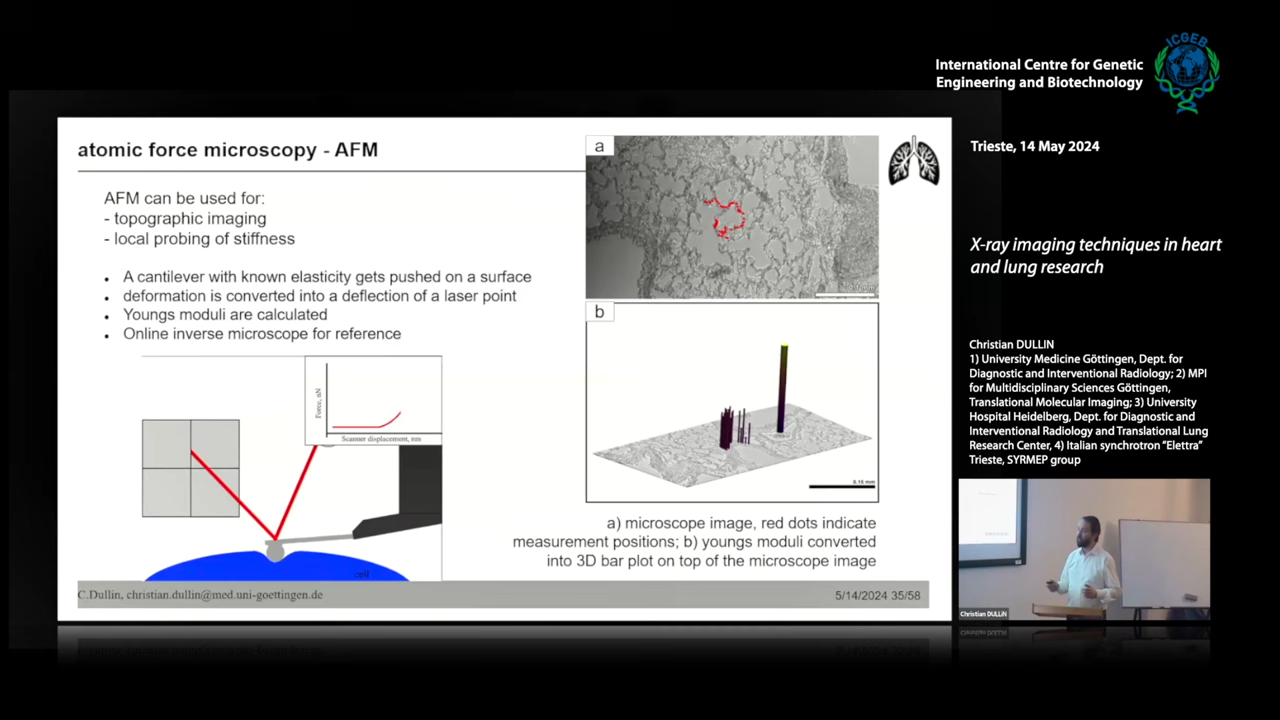 ICGEB
International Centre for Genetic
Engineering and Biotechnology
Trieste, 14 May 2024
X-ray imaging techniques in heart
and lung research
Christian DULLIN
1) University Medicine Göttingen, Dept. for
Diagnostic and Interventional Radiology; 2) MPI
for Multidisciplinary Sciences Göttingen,
Translational Molecular Imaging; 3) University
Hospital Heidelberg, Dept. for Diagnostic and
Interventional Radiology and Translational Lung
Research Center, 4) Italian synchrotron “Elettra”
Trieste, SYRMEP group
Christian DULLIN
atomic force microscopy - AFM
AFM can be used for:
- topographic imaging
- local probing of stiffness
• A cantilever with known elasticity gets pushed on a surface
• deformation is converted into a deflection of a laser point
• Youngs moduli are calculated
• Online inverse microscope for reference
Force, nN
Scanner displacement, nm
cell
a
b
0.16 mm
a) microscope image, red dots indicate
measurement positions; b) youngs moduli converted
into 3D bar plot on top of the microscope image
C.Dullin, christian.dullin@med.uni-goettingen.de
5/14/2024 35/58